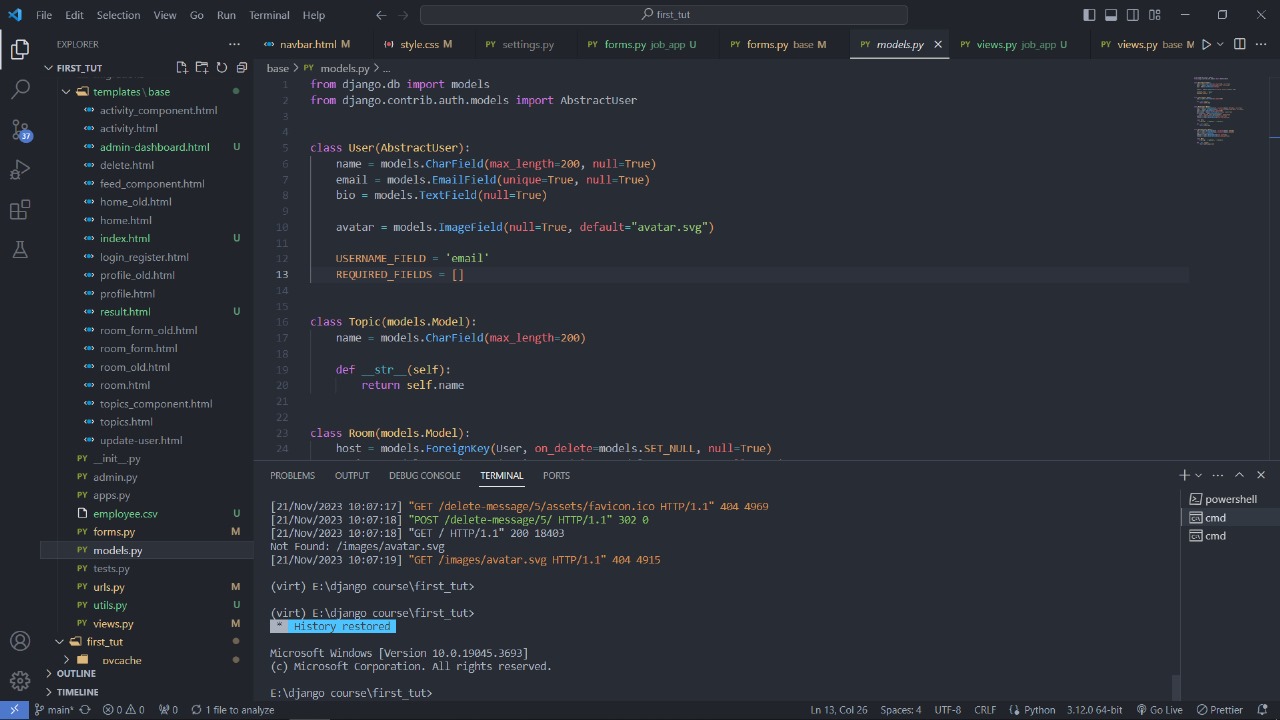 File Edit Selection View Go Run Terminal Help
first_tut
EXPLORER
navbar.html M
style.css M
settings.py
forms.py job_app U
forms.py base M
models.py
views.py job_app U
views.py base M
FIRST_TUT
base > models.py > ...
templates\base
activity_component.html
activity.html
admin-dashboard.html U
delete.html
feed_component.html
home_old.html
home.html
index.html U
login_register.html
profile_old.html
profile.html
result.html U
room_form_old.html
room_form.html
room_old.html
room.html
topics_component.html
topics.html
update-user.html
__init__.py
admin.py
apps.py
employee.csv U
forms.py M
models.py
tests.py
urls.py M
utils.py U
views.py M
first_tut
OUTLINE
TIMELINE
37
1 from django.db import models
2 from django.contrib.auth.models import AbstractUser
3
4
5 class User(AbstractUser):
6 name = models.CharField(max_length=200, null=True)
7 email = models.EmailField(unique=True, null=True)
8 bio = models.TextField(null=True)
9
10 avatar = models.ImageField(null=True, default="avatar.svg")
11
12 USERNAME_FIELD = 'email'
13 REQUIRED_FIELDS = []
14
15
16 class Topic(models.Model):
17 name = models.CharField(max_length=200)
18
19 def __str__(self):
20 return self.name
21
22
23 class Room(models.Model):
24 host = models.ForeignKey(User, on_delete=models.SET_NULL, null=True)
PROBLEMS OUTPUT DEBUG CONSOLE TERMINAL PORTS
[21/Nov/2023 10:07:17] "GET /delete-message/5/assets/favicon.ico HTTP/1.1" 404 4969
[21/Nov/2023 10:07:18] "POST /delete-message/5/ HTTP/1.1" 302 0
[21/Nov/2023 10:07:18] "GET / HTTP/1.1" 200 18403
Not Found: /images/avatar.svg
[21/Nov/2023 10:07:19] "GET /images/avatar.svg HTTP/1.1" 404 4915
(virt) E:\django course\first_tut>
(virt) E:\django course\first_tut>
* History restored
Microsoft Windows [Version 10.0.19045.3693]
(c) Microsoft Corporation. All rights reserved.
E:\django course\first_tut>
powershell
cmd
cmd
main* 0 0 0 1 file to analyze Ln 13, Col 26 Spaces: 4 UTF-8 CRLF Python 3.12.0 64-bit Go Live Prettier